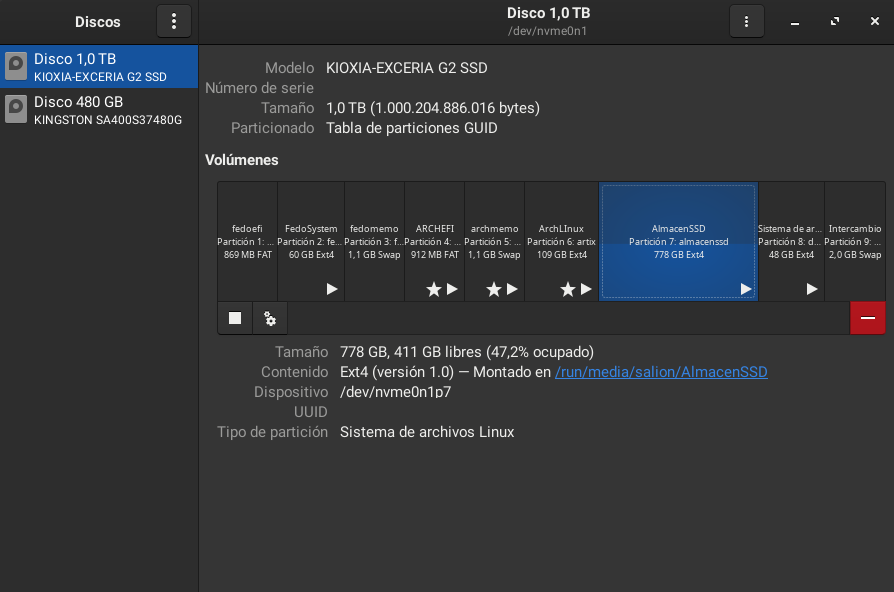 Discos
Disco 1,0 TB
/dev/nvme0n1
Disco 1,0 TB
KIOXIA-EXCERIA G2 SSD
Disco 480 GB
KINGSTON SA400S37480G
Modelo KIOXIA-EXCERIA G2 SSD
Número de serie
Tamaño 1,0 TB (1.000.204.886.016 bytes)
Particionado Tabla de particiones GUID
Volúmenes
fedoefi
Partición 1: ...
869 MB FAT
FedoSystem
Partición 2: fe...
60 GB Ext4
fedomemo
Partición 3: f...
1,1 GB Swap
ARCHEFI
Partición 4: ...
912 MB FAT
archmemo
Partición 5: ...
1,1 GB Swap
ArchLInux
Partición 6: artix
109 GB Ext4
AlmacenSSD
Partición 7: almacenssd
778 GB Ext4
Sistema de ar...
Partición 8: d...
48 GB Ext4
Intercambio
Partición 9: ...
2,0 GB Swap
Tamaño 778 GB, 411 GB libres (47,2% ocupado)
Contenido Ext4 (versión 1.0) — Montado en /run/media/salion/AlmacenSSD
Dispositivo /dev/nvme0n1p7
UUID
Tipo de partición Sistema de archivos Linux